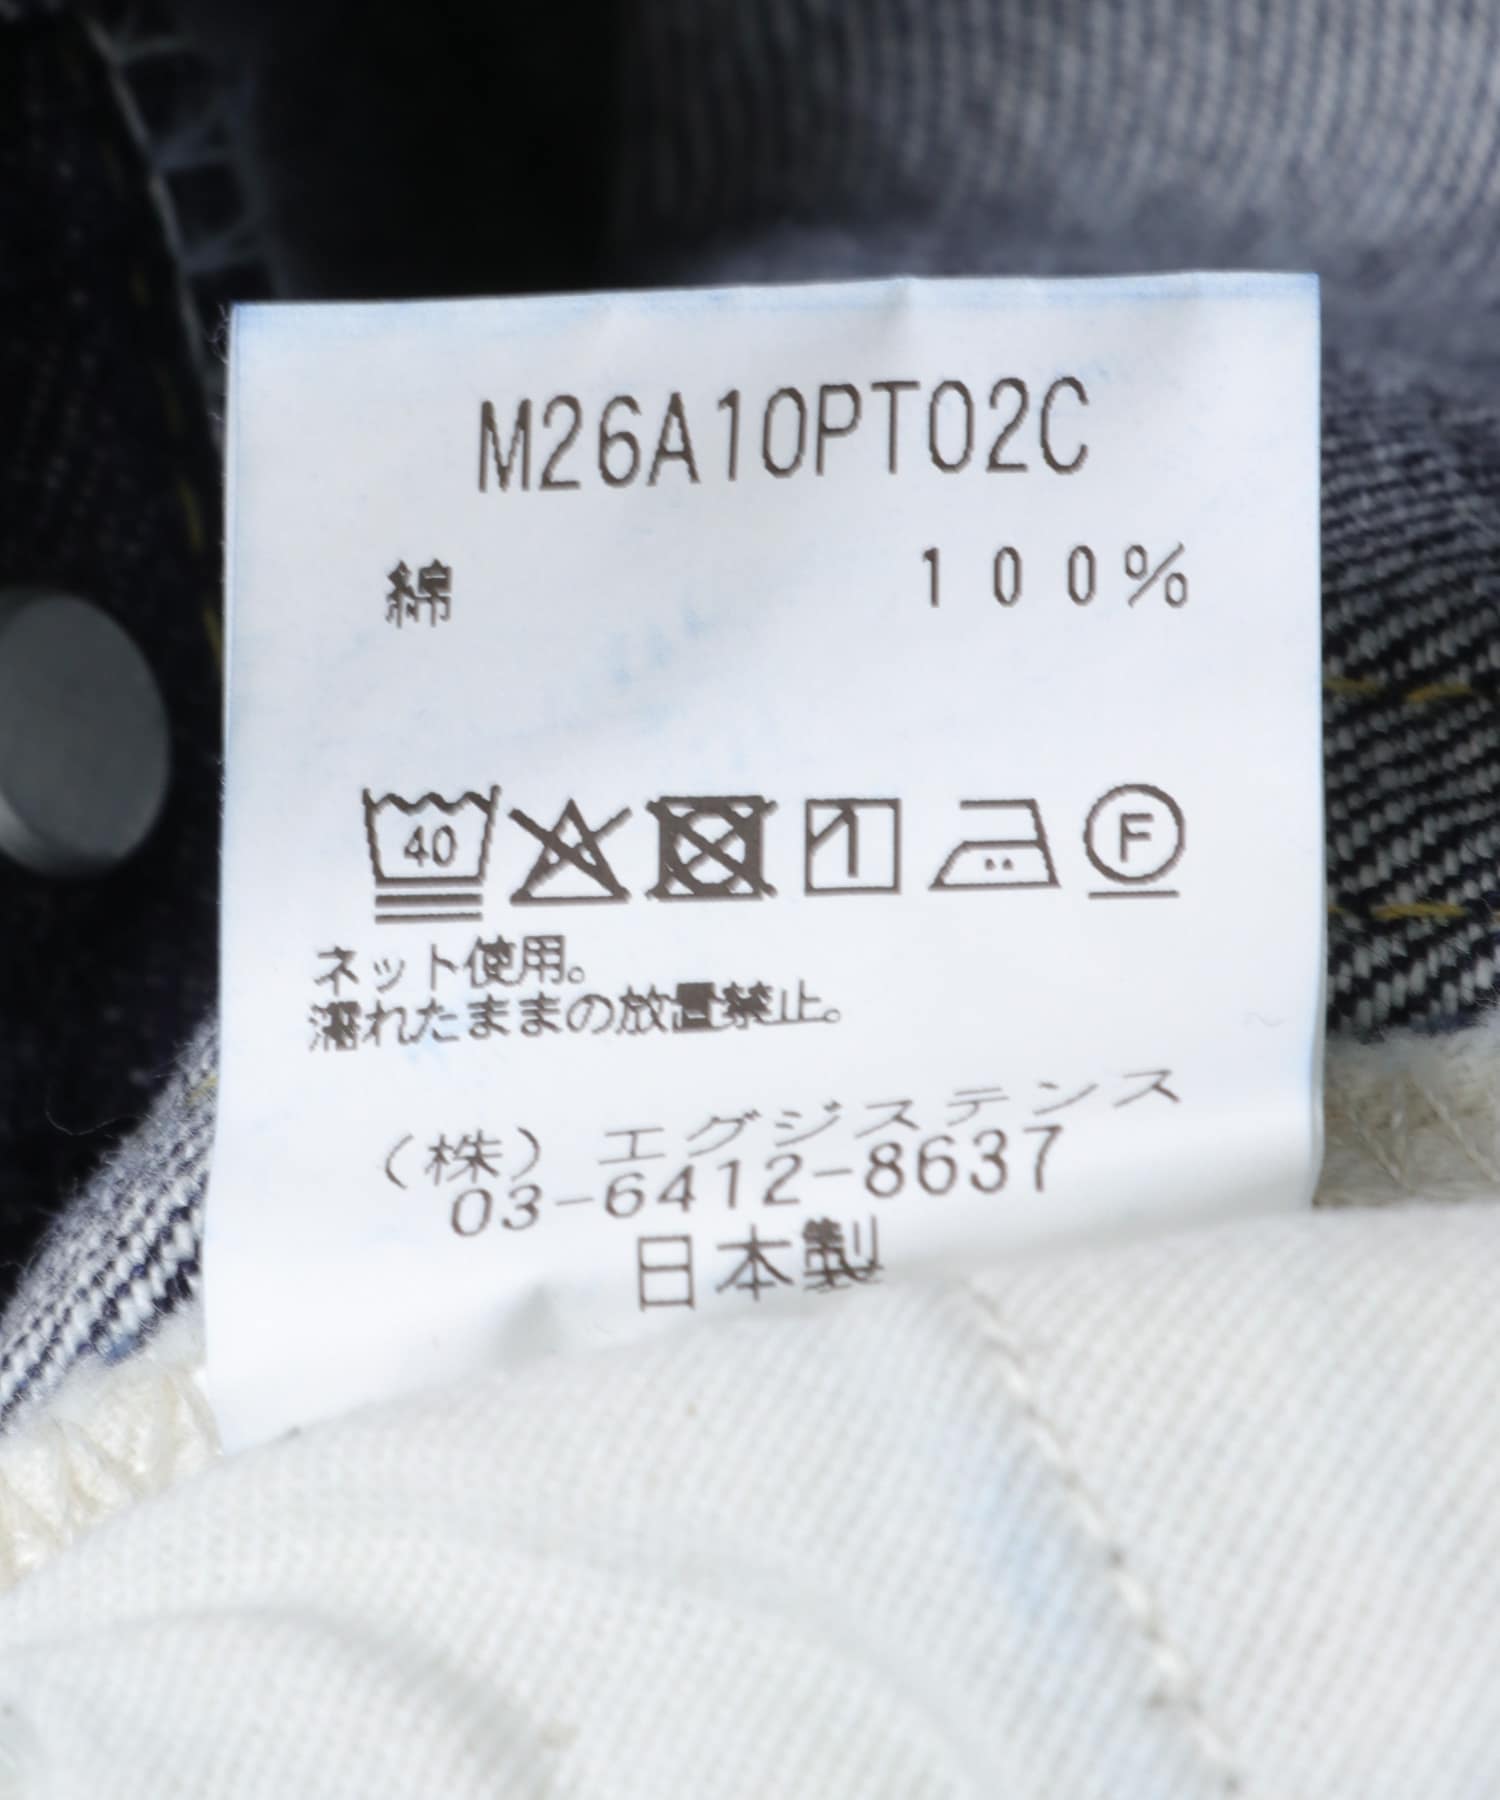 M26A10PT02C
綿 100%
40 F
ネット使用。
濡れたままの放置禁止。
(株)エグジステンス
03-6412-8637
日本製